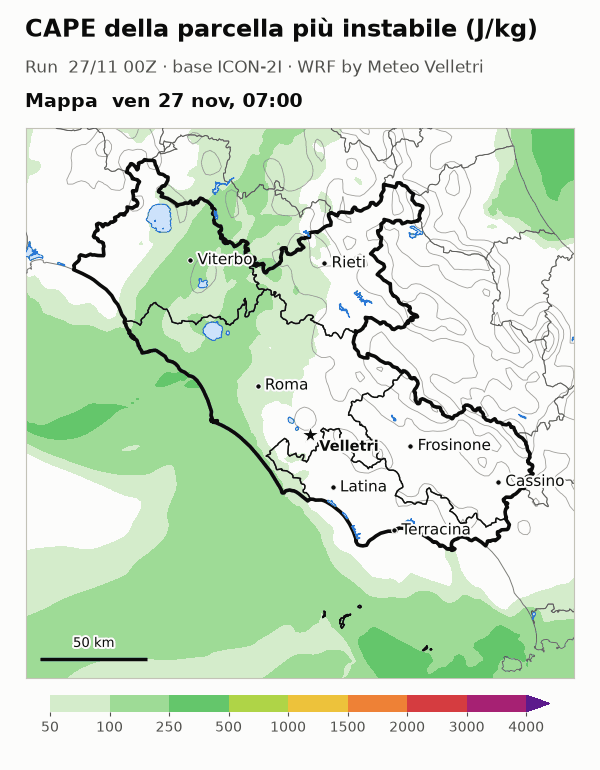 CAPE della parcella più instabile (J/kg)
Run 27/11 00Z · base ICON-2I · WRF by Meteo Velletri
Mappa ven 27 nov, 07:00
Viterbo
Rieti
Roma
Velletri
Frosinone
Cassino
Latina
Terracina
50 km
50 100 250 500 1000 1500 2000 3000 4000